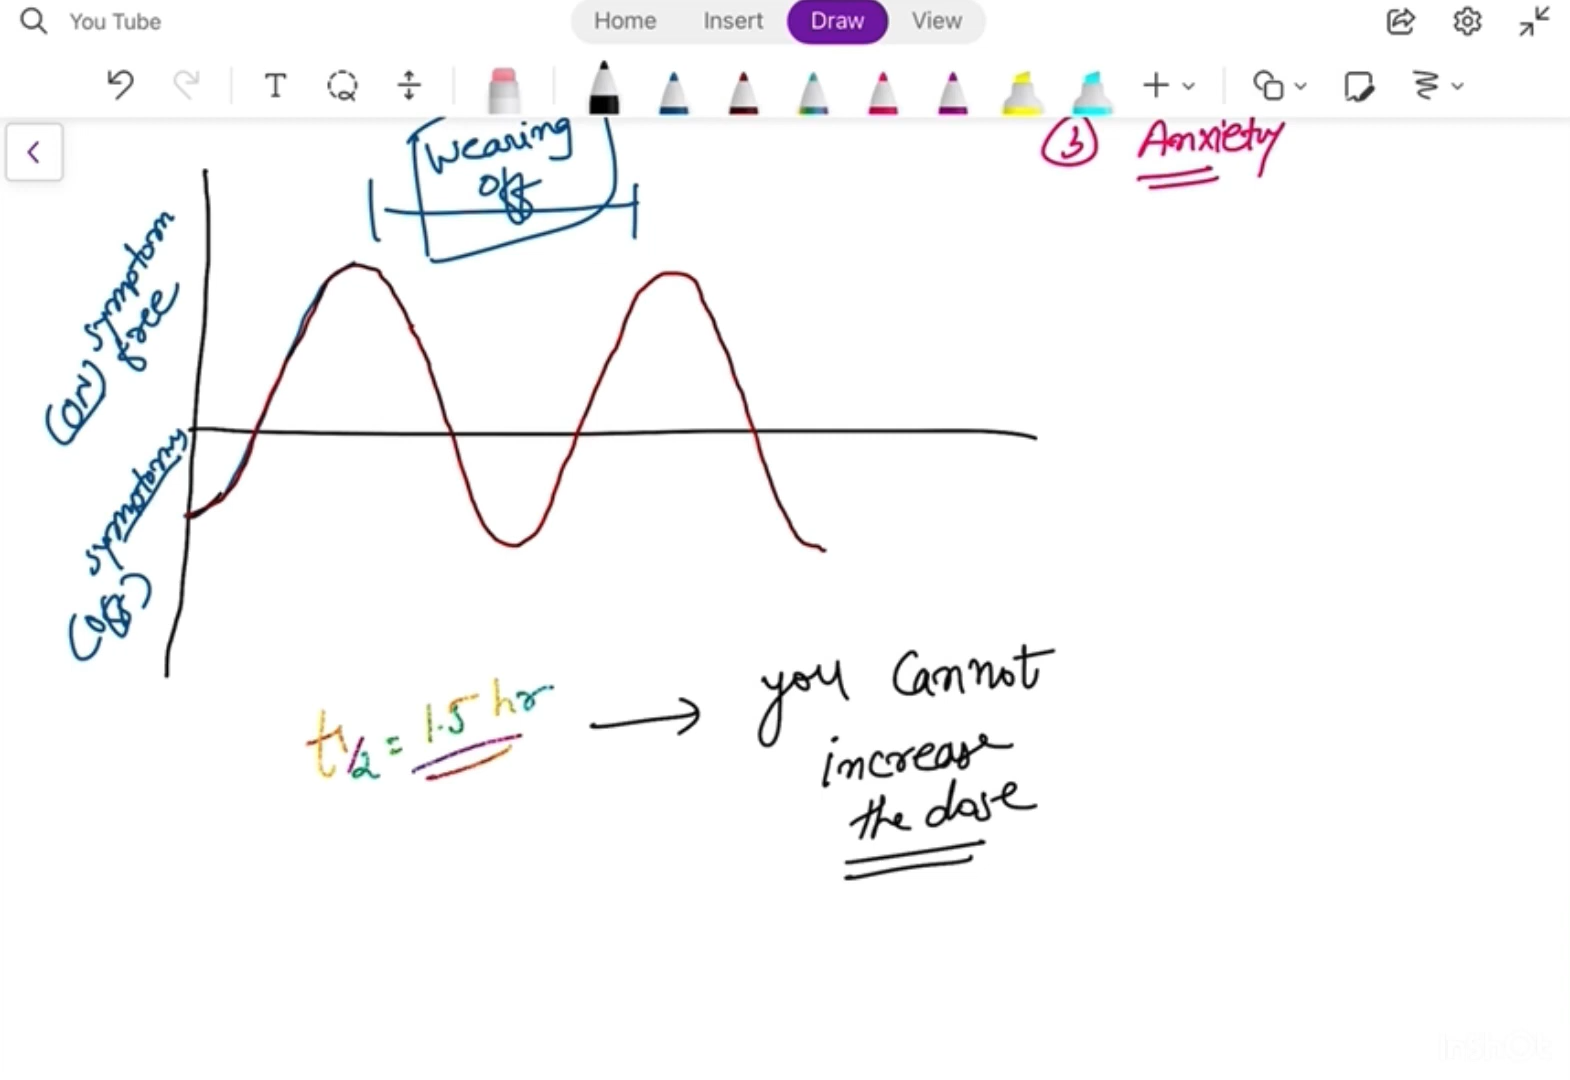 You Tube
Home Insert Draw View
T
wearing
off
③ Anxiety
symptom
free
(ON)
symptoms
(off)
t1/2 = 1.5 hr → you cannot
increase
the dose